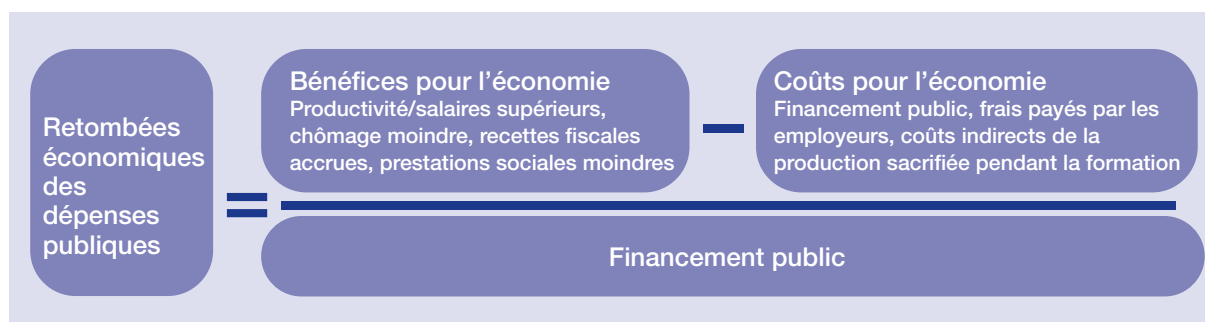 Retombées
économiques
des
dépenses
publiques
=
Bénéfices pour l’économie
Productivité/salaires supérieurs,
chômage moindre, recettes fiscales
accrues, prestations sociales moindres
–
Coûts pour l’économie
Financement public, frais payés par les
employeurs, coûts indirects de la
production sacrifiée pendant la formation
Financement public